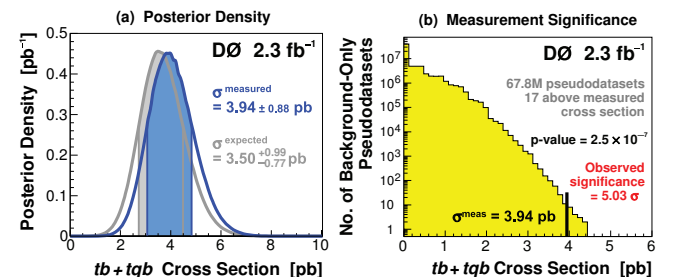 (a) Posterior Density
DØ 2.3 fb⁻¹
σ^measured
= 3.94 ± 0.88 pb
σ^expected
= 3.50 +0.99 −0.77 pb
Posterior Density [pb⁻¹]
0.5
0.4
0.3
0.2
0.1
0
0 2 4 6 8 10
tb+tqb Cross Section [pb]
(b) Measurement Significance
DØ 2.3 fb⁻¹
67.8M pseudodatasets
17 above measured
cross section
p-value = 2.5 × 10⁻⁷
Observed
significance
= 5.03 σ
σ^meas = 3.94 pb
No. of Background-Only
Pseudodatasets
10⁷
10⁶
10⁵
10⁴
10³
10²
10
1
0 1 2 3 4 5 6
tb+tqb Cross Section [pb]